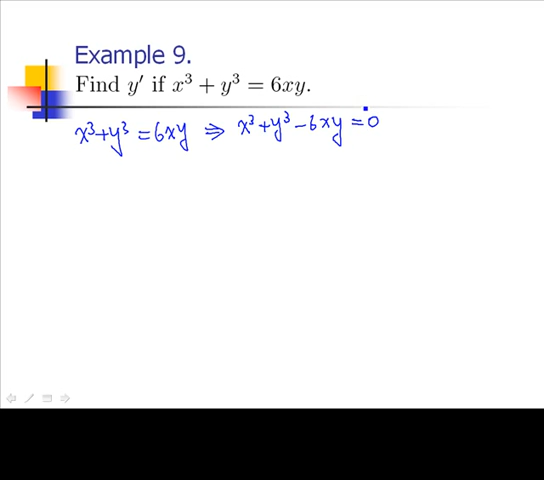 Example 9.
Find y′ if x³ + y³ = 6xy.
x³+y³ = 6xy ⇒ x³+y³-6xy = 0